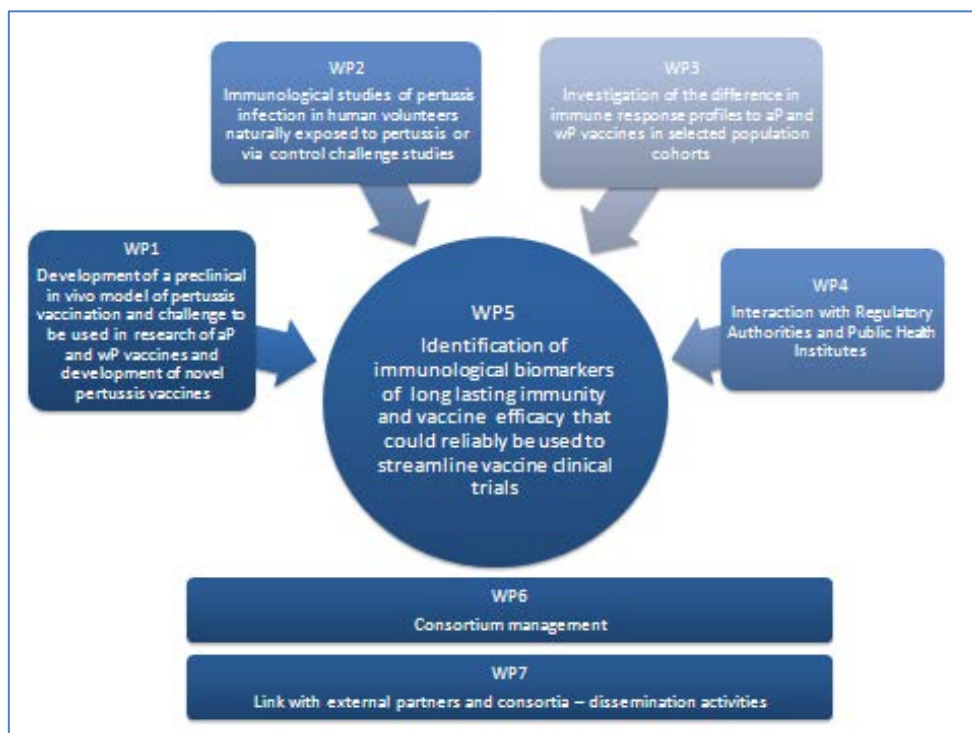 WP2
Immunological studies of pertussis
infection in human volunteers
naturally exposed to pertussis or
via control challenge studies
WP3
Investigation of the difference in
immune response profiles to aP and
wP vaccines in selected population
cohorts
WP1
Development of a preclinical
in vivo model of pertussis
vaccination and challenge to
be used in research of aP
and wP vaccines and
development of novel
pertussis vaccines
WP4
Interaction with Regulatory
Authorities and Public Health
Institutes
WP5
Identification of
immunological biomarkers
of long lasting immunity
and vaccine efficacy that
could reliably be used to
streamline vaccine clinical
trials
WP6
Consortium management
WP7
Link with external partners and consortia – dissemination activities